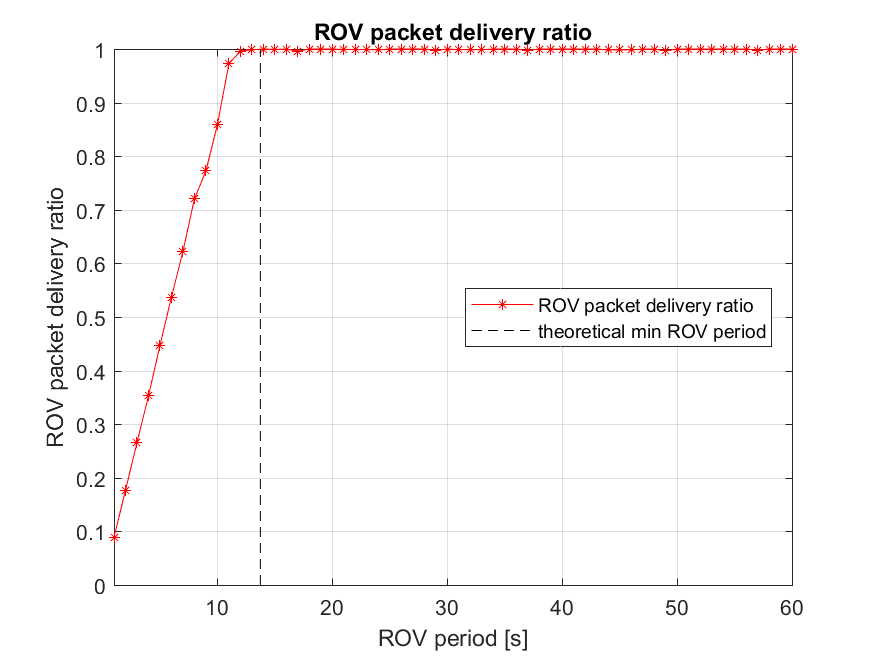 ROV packet delivery ratio
1
0.9
0.8
0.7
0.6
0.5
0.4
0.3
0.2
0.1
0
ROV packet delivery ratio
ROV packet delivery ratio
theoretical min ROV period
10 20 30 40 50 60
ROV period [s]